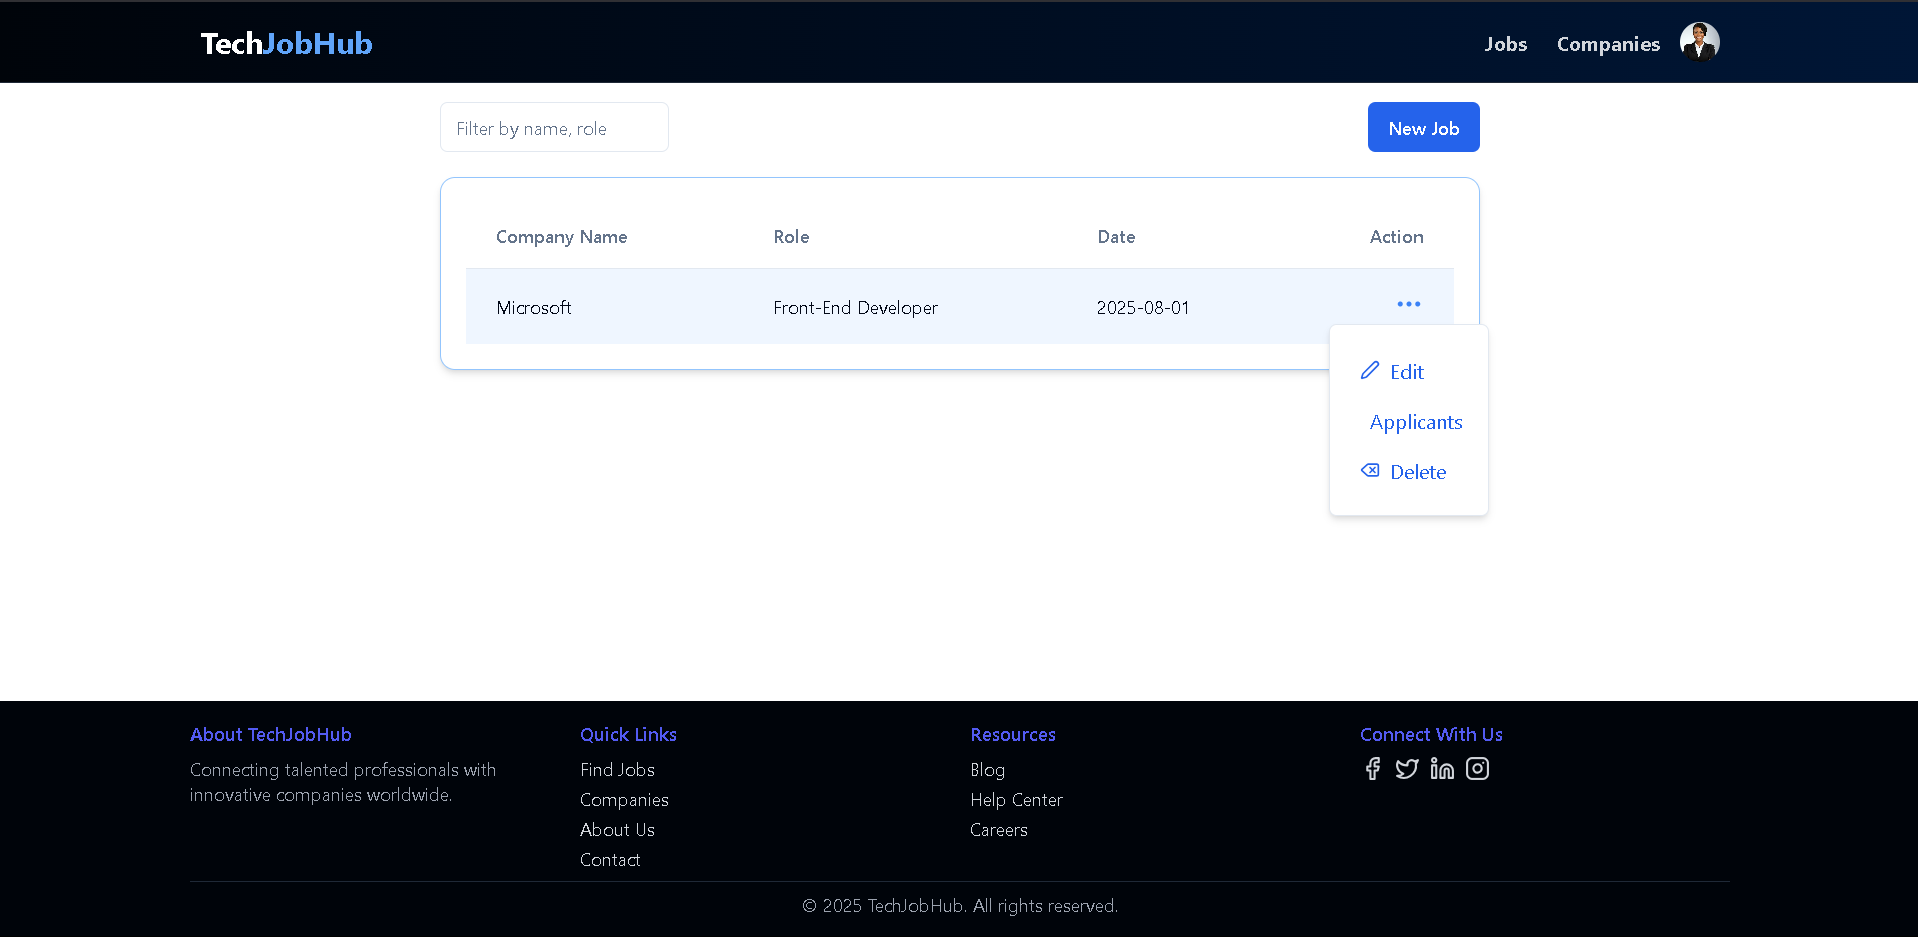 TechJobHub
Jobs Companies
Filter by name, role
New Job
Company Name Role Date Action
Microsoft Front-End Developer 2025-08-01
Edit
Applicants
Delete
About TechJobHub
Connecting talented professionals with
innovative companies worldwide.
Quick Links
Find Jobs
Companies
About Us
Contact
Resources
Blog
Help Center
Careers
Connect With Us
© 2025 TechJobHub. All rights reserved.